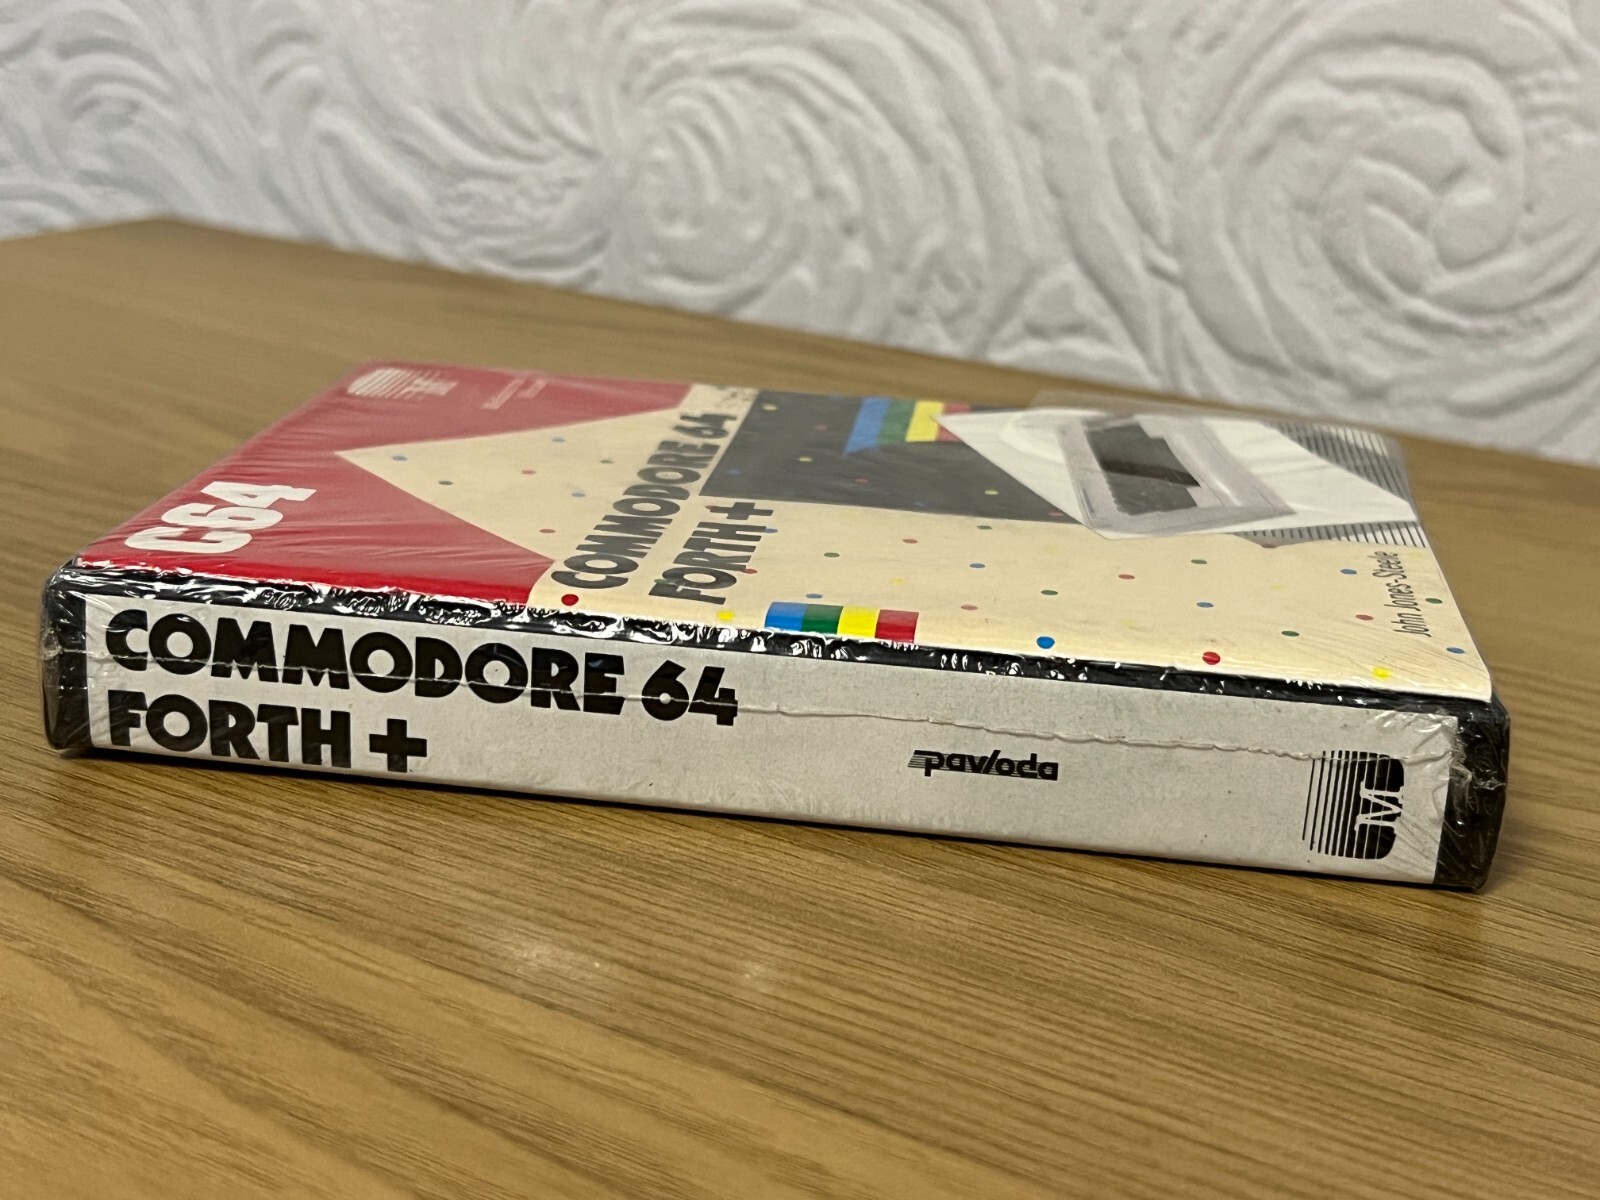 C64
COMMODORE 64
FORTH +
John Jones-Steele
COMMODORE 64
FORTH +
pavloda
M